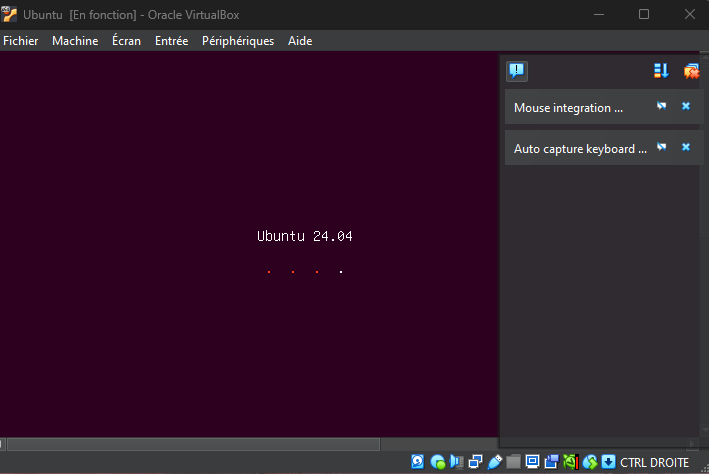 Ubuntu [En fonction] - Oracle VirtualBox
Fichier Machine Écran Entrée Périphériques Aide
Mouse integration ...
Auto capture keyboard ...
Ubuntu 24.04
CTRL DROITE